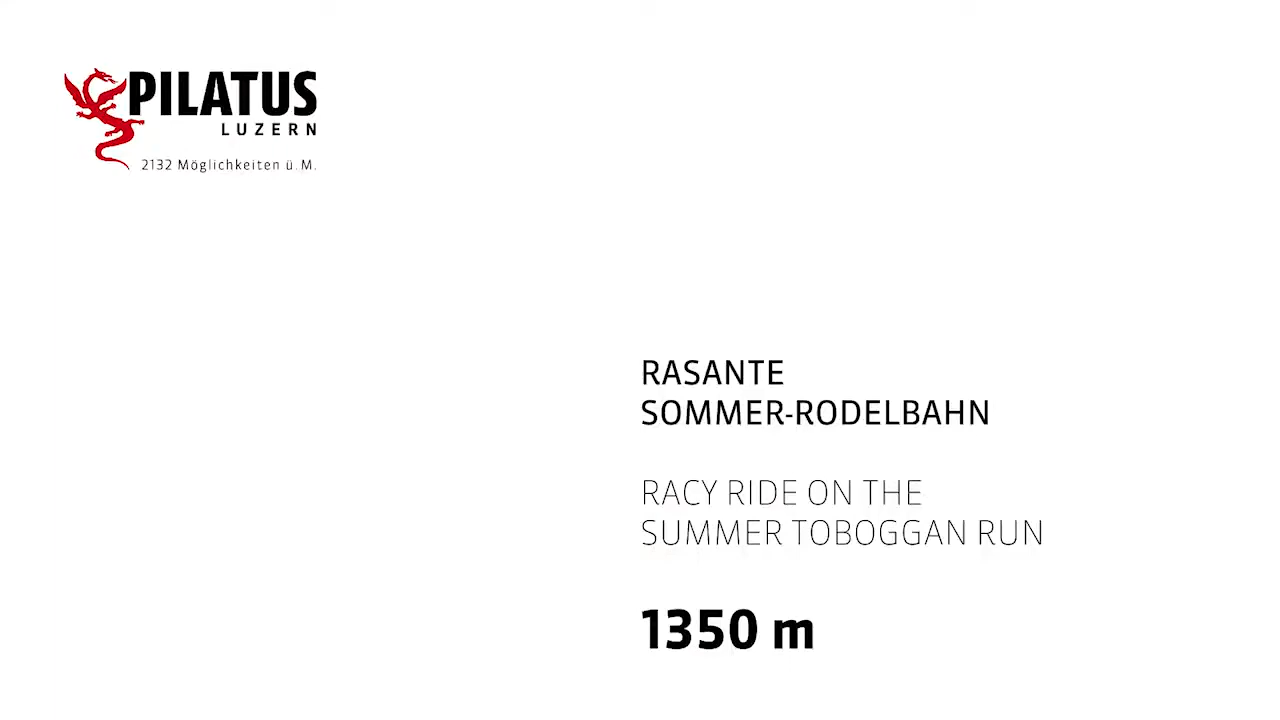 PILATUS
LUZERN
2132 Möglichkeiten ü. M.
RASANTE
SOMMER-RODELBAHN
RACY RIDE ON THE
SUMMER TOBOGGAN RUN
1350 m